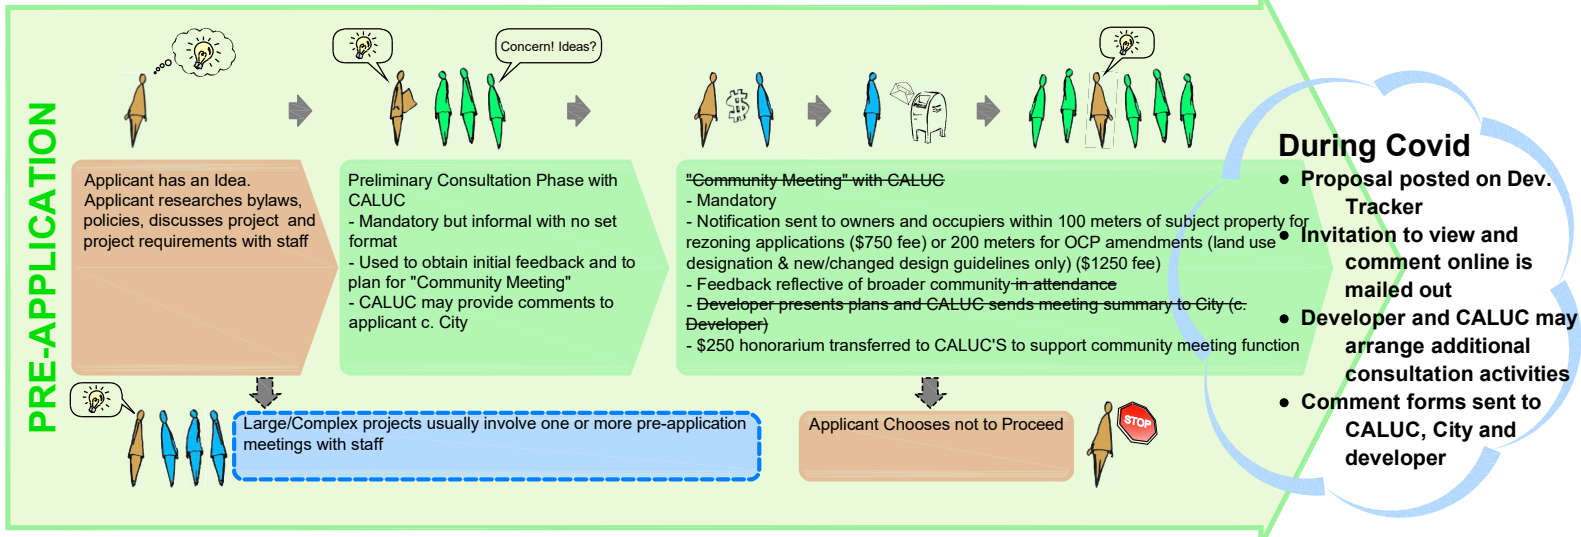 PRE-APPLICATION
Concern! Ideas?
$
Applicant has an Idea.
Applicant researches bylaws,
policies, discusses project  and
project requirements with staff
Preliminary Consultation Phase with
CALUC
- Mandatory but informal with no set
format
- Used to obtain initial feedback and to
plan for "Community Meeting"
- CALUC may provide comments to
applicant c. City
"Community Meeting" with CALUC
- Mandatory
- Notification sent to owners and occupiers within 100 meters of subject property for
rezoning applications ($750 fee) or 200 meters for OCP amendments (land use
designation & new/changed design guidelines only) ($1250 fee)
- Feedback reflective of broader community in attendance
- Developer presents plans and CALUC sends meeting summary to City (c.
Developer)
- $250 honorarium transferred to CALUC'S to support community meeting function
Large/Complex projects usually involve one or more pre-application
meetings with staff
Applicant Chooses not to Proceed
STOP
During Covid
● Proposal posted on Dev.
Tracker
● Invitation to view and
comment online is
mailed out
● Developer and CALUC may
arrange additional
consultation activities
● Comment forms sent to
CALUC, City and
developer